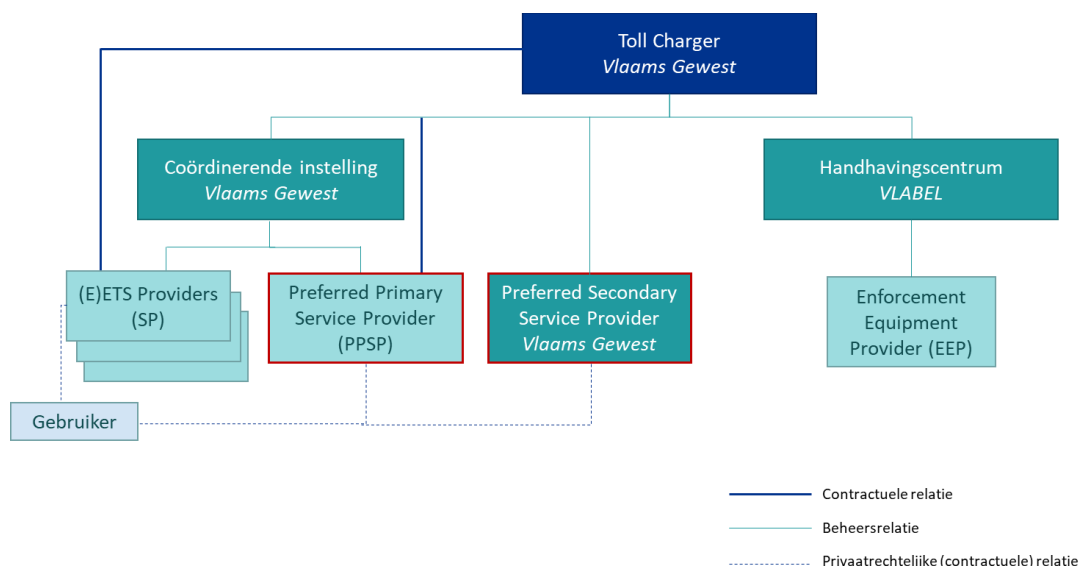 Toll Charger
Vlaams Gewest
Coördinerende instelling
Vlaams Gewest
Handhavingscentrum
VLABEL
(E)ETS Providers
(SP)
Preferred Primary
Service Provider
(PPSP)
Preferred Secondary
Service Provider
Vlaams Gewest
Enforcement
Equipment
Provider (EEP)
Gebruiker
Contractuele relatie
Beheersrelatie
Privaatrechtelijke (contractuele) relatie